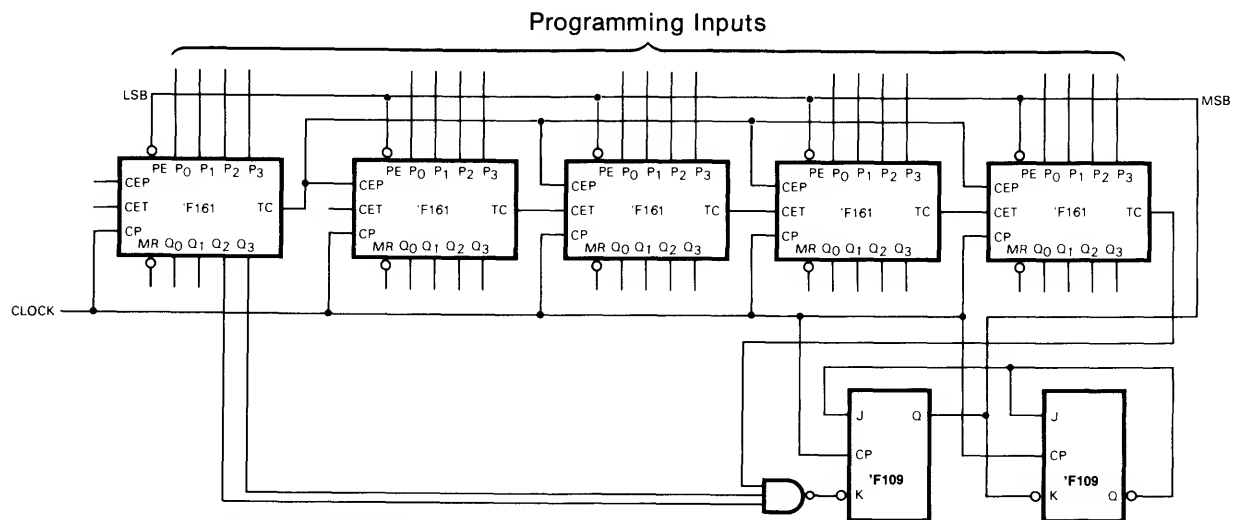 Programming Inputs
LSB
MSB
PE P0 P1 P2 P3
CEP
CET 'F161 TC
CP
MR Q0 Q1 Q2 Q3
PE P0 P1 P2 P3
CEP
CET 'F161 TC
CP
MR Q0 Q1 Q2 Q3
PE P0 P1 P2 P3
CEP
CET 'F161 TC
CP
MR Q0 Q1 Q2 Q3
PE P0 P1 P2 P3
CEP
CET 'F161 TC
CP
MR Q0 Q1 Q2 Q3
PE P0 P1 P2 P3
CEP
CET 'F161 TC
CP
MR Q0 Q1 Q2 Q3
CLOCK
J Q
CP
'F109
K
J
CP
'F109
K Q